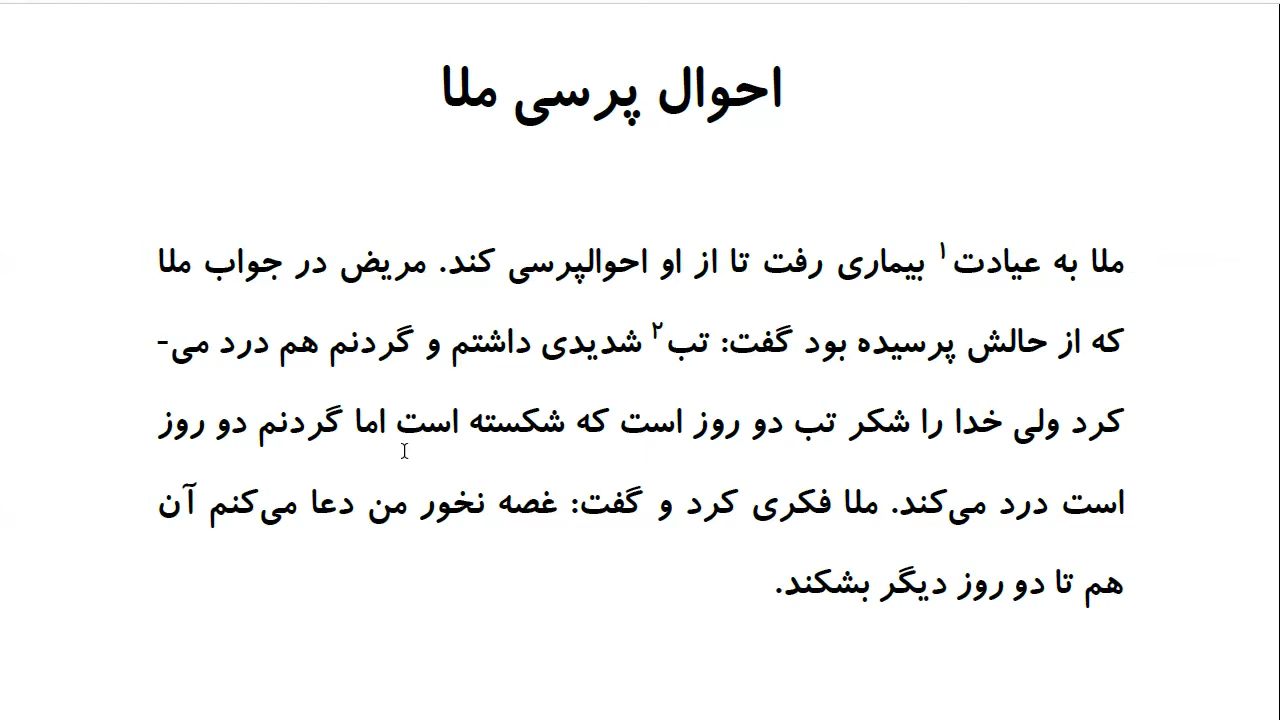 احوال پرسی ملا
ملا به عیادت۱ بیماری رفت تا از او احوالپرسی کند. مریض در جواب ملا
که از حالش پرسیده بود گفت: تب۲ شدیدی داشتم و گردنم هم درد می-
کرد ولی خدا را شکر تب دو روز است که شکسته است اما گردنم دو روز
است درد می‌کند. ملا فکری کرد و گفت: غصه نخور من دعا می‌کنم آن
هم تا دو روز دیگر بشکند.